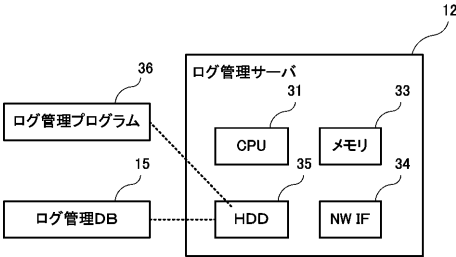 12
ログ管理サーバ
36
31
33
ログ管理プログラム
CPU
メモリ
15
35
34
ログ管理DB
HDD
NW IF